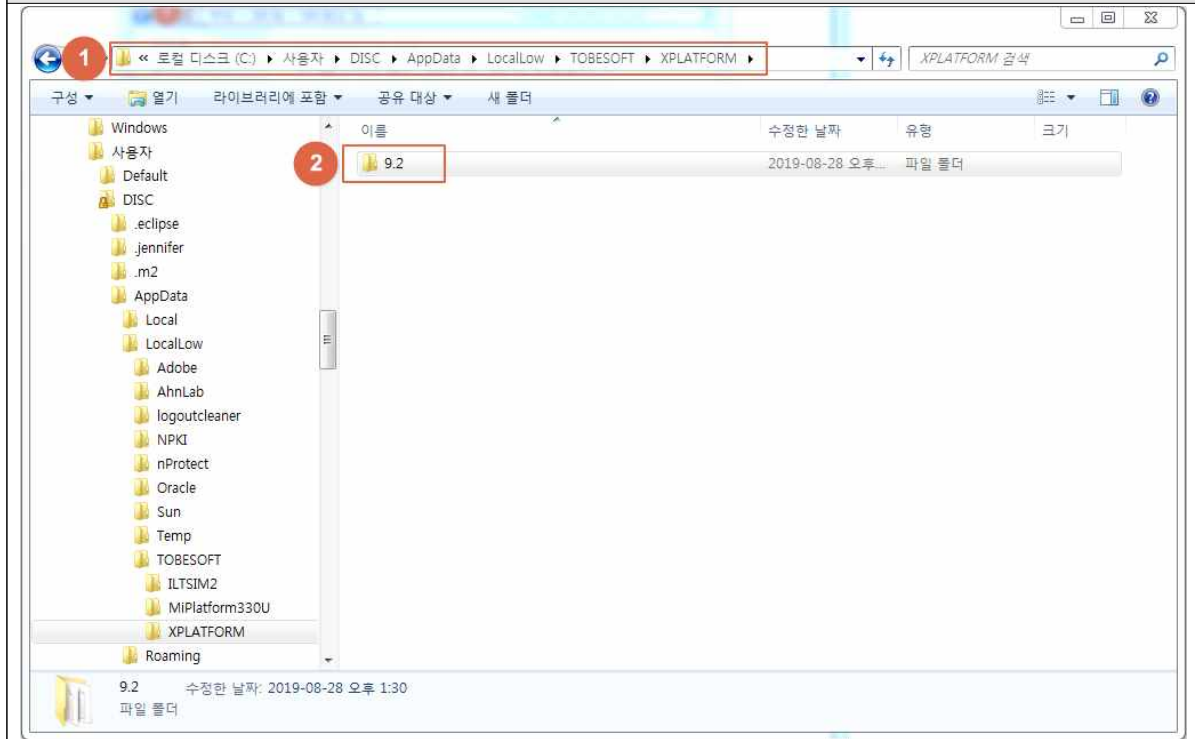 1 « 로컬 디스크 (C:) ▸ 사용자 ▸ DISC ▸ AppData ▸ LocalLow ▸ TOBESOFT ▸ XPLATFORM ▸ XPLATFORM 검색
구성 열기 라이브러리에 포함 공유 대상 새 폴더
이름 수정한 날짜 유형 크기
2 9.2 2019-08-28 오후... 파일 폴더
Windows
사용자
Default
DISC
.eclipse
.jennifer
.m2
AppData
Local
LocalLow
Adobe
AhnLab
logoutcleaner
NPKI
nProtect
Oracle
Sun
Temp
TOBESOFT
ILTSIM2
MiPlatform330U
XPLATFORM
Roaming
9.2 수정한 날짜: 2019-08-28 오후 1:30
파일 폴더